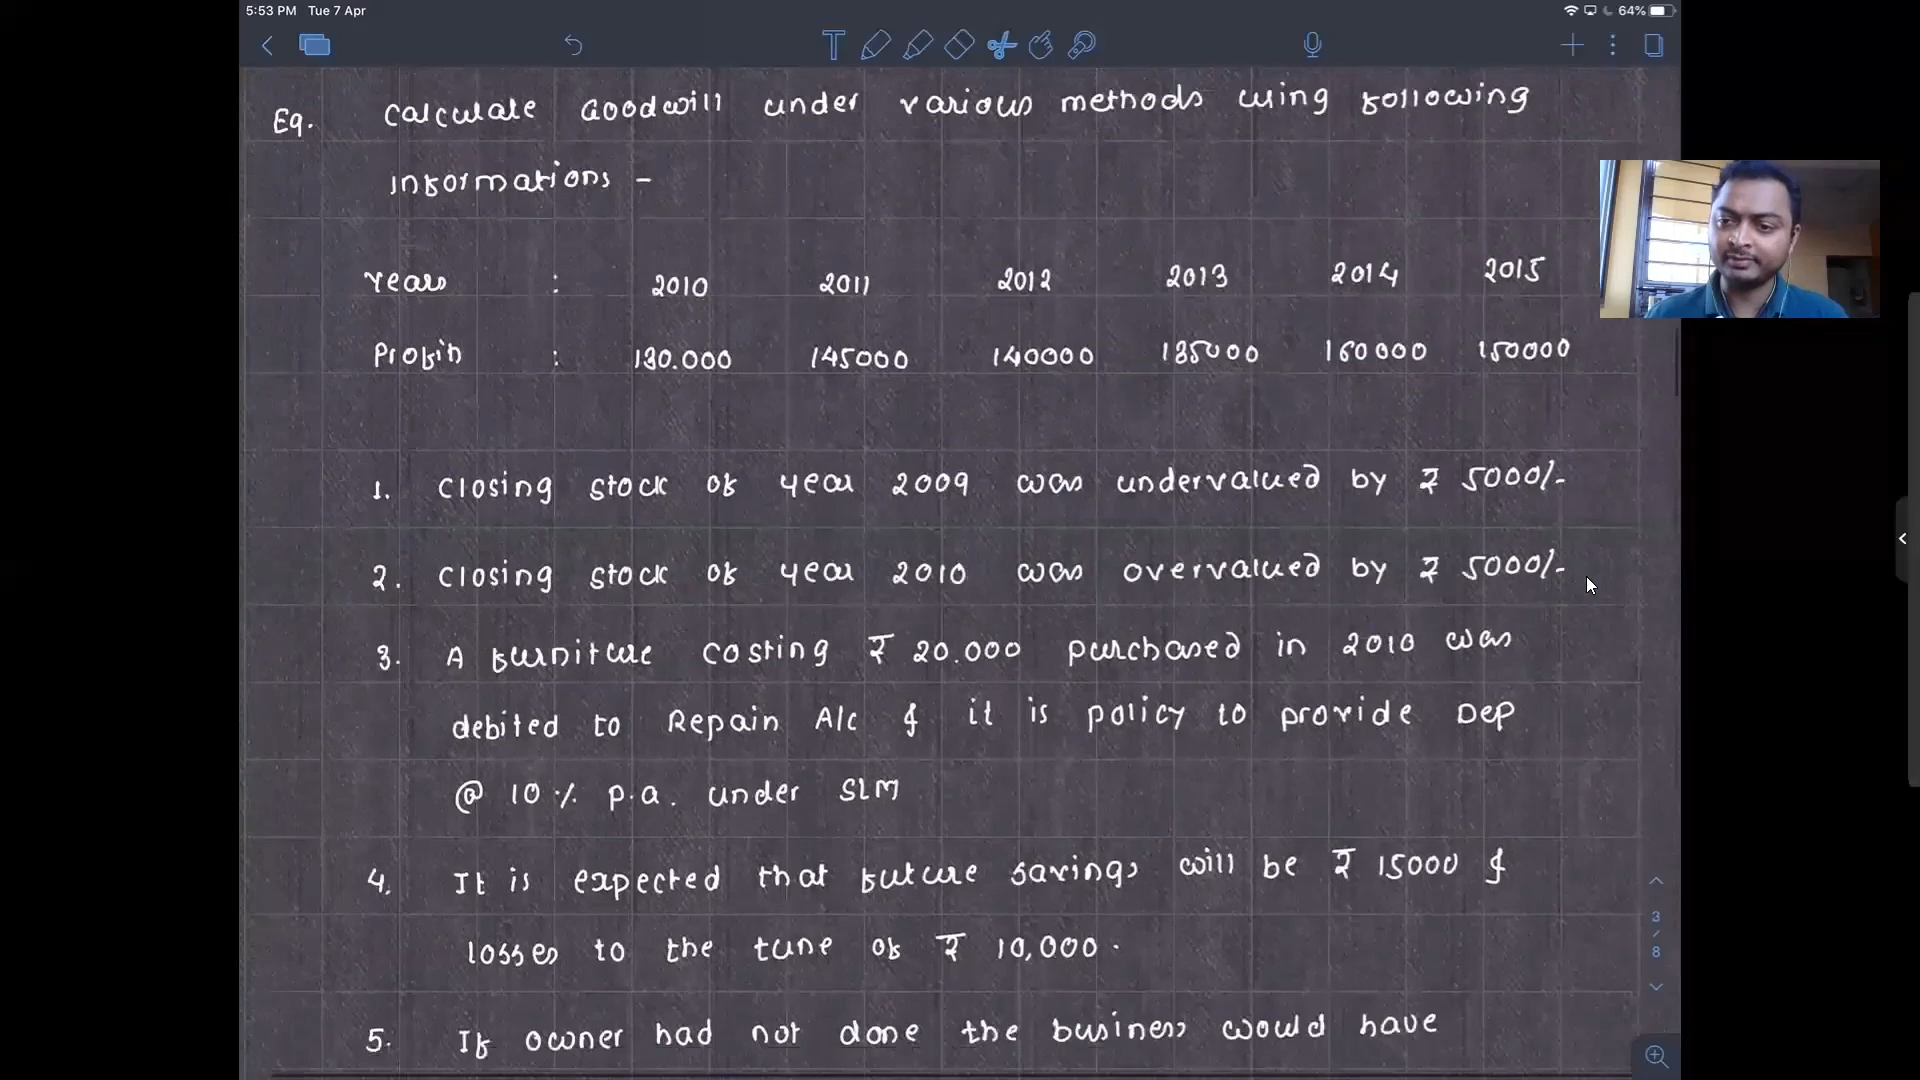 5:53 PM Tue 7 Apr
64%
Eg. Calculate Goodwill under various methods using following
informations -
Years : 2010 2011 2012 2013 2014 2015
Profits : 130.000 145000 140000 135000 160000 150000
1. Closing stock of year 2009 was undervalued by ₹ 5000/-
2. Closing stock of year 2010 was overvalued by ₹ 5000/-
3. A furniture costing ₹ 20.000 purchased in 2010 was
debited to Repairs A/c & it is policy to provide Dep
@ 10 % p.a. under SLM
4. It is expected that future savings will be ₹ 15000 &
losses to the tune of ₹ 10,000.
5. If owner had not done the business would have
3
/
8